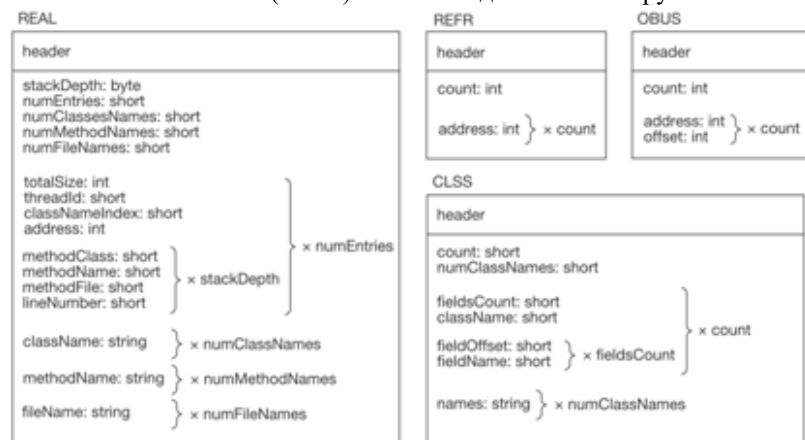 REAL
header
stackDepth: byte
numEntries: short
numClassesNames: short
numMethodNames: short
numFileNames: short
totalSize: int
threadId: short
classNameIndex: short
address: int
methodClass: short
methodName: short
methodFile: short
lineNumber: short
} × stackDepth
} × numEntries
className: string } × numClassNames
methodName: string } × numMethodNames
fileName: string } × numFileNames
REFR
header
count: int
address: int } × count
OBUS
header
count: int
address: int
offset: int
} × count
CLSS
header
count: short
numClassNames: short
fieldsCount: short
className: short
fieldOffset: short
fieldName: short
} × fieldsCount
} × count
names: string } × numClassNames